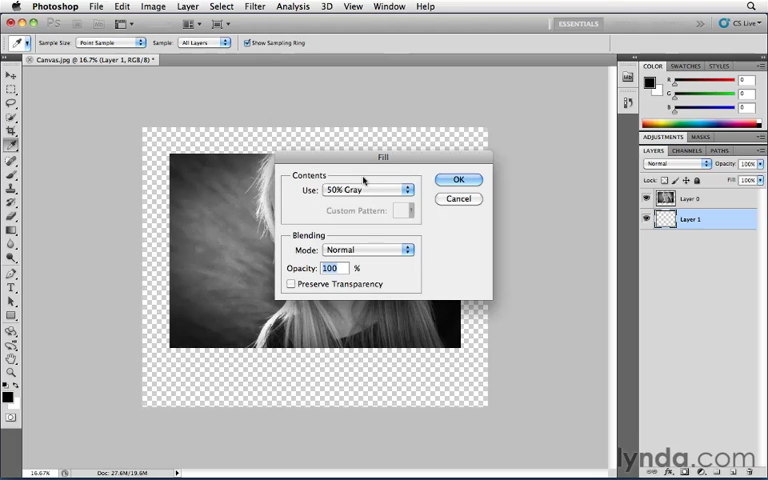 Photoshop File Edit Image Layer Select Filter Analysis 3D View Window Help
Ps ESSENTIALS CS Live
Sample Size: Point Sample Sample: All Layers Show Sampling Ring
Canvas.jpg @ 16.7% (Layer 1, RGB/8) *
COLOR SWATCHES STYLES
R 0
G 0
B 0
ADJUSTMENTS MASKS
LAYERS CHANNELS PATHS
Normal Opacity: 100%
Lock: Fill: 100%
Layer 0
Layer 1
Fill
Contents
Use: 50% Gray
Custom Pattern:
OK
Cancel
Blending
Mode: Normal
Opacity: 100 %
Preserve Transparency
16.67% Doc: 27.6M/19.6M
lynda.com